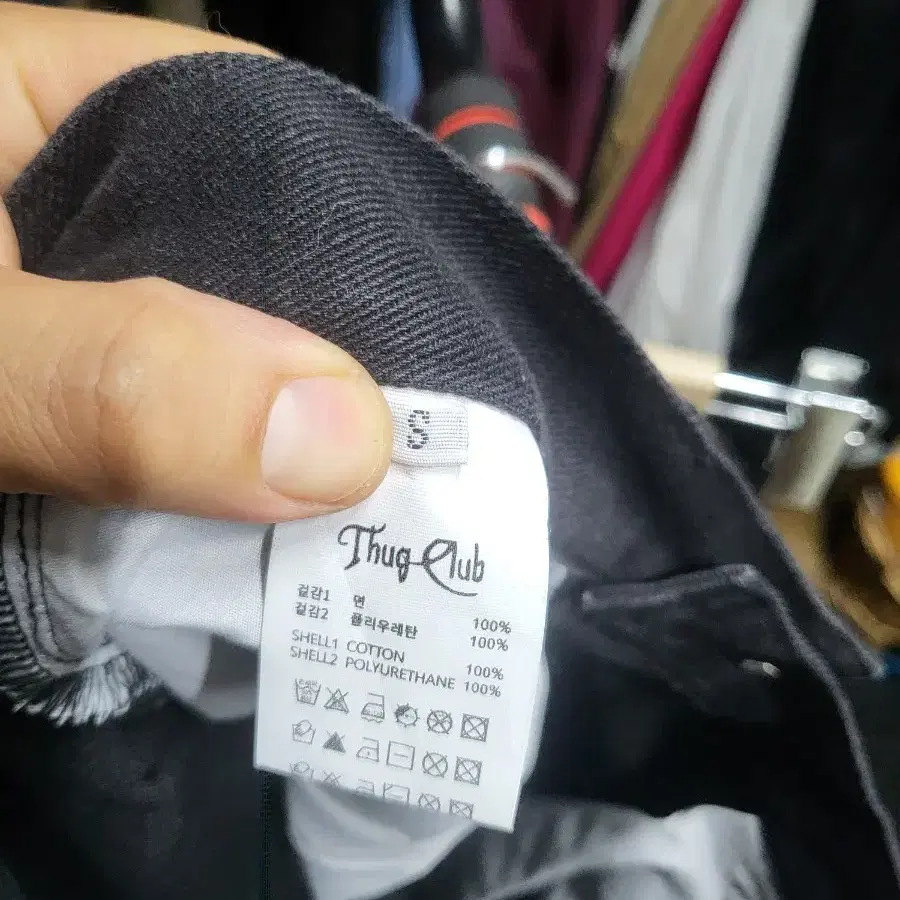 S
Thug Club
겉감1 면 100%
겉감2 폴리우레탄 100%
SHELL1 COTTON 100%
SHELL2 POLYURETHANE 100%